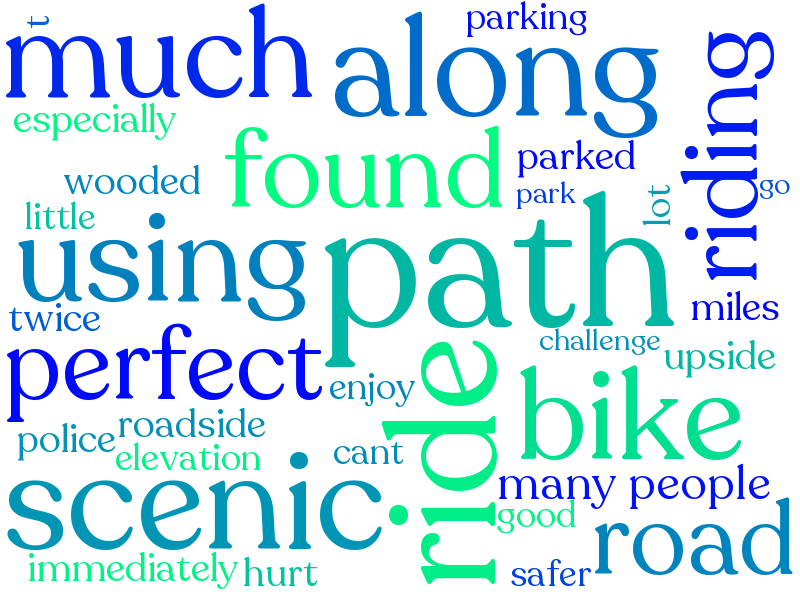 t
much
along
parking
riding
especially
found
parked
wooded
park
lot
go
little
using
path
miles
twice
perfect
challenge
upside
enjoy
ride
bike
police
roadside
elevation
cant
scenic
many people
good
road
immediately
hurt
safer